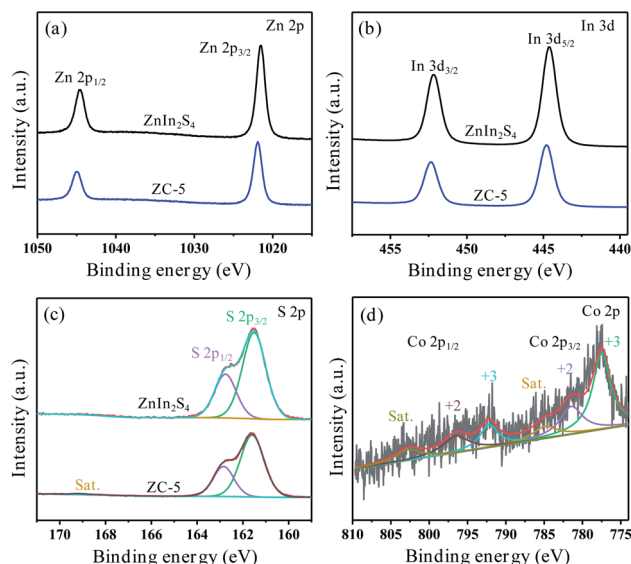 (a) Zn 2p
Zn 2p3/2
Zn 2p1/2
ZnIn2S4
ZC-5
Intensity (a.u.)
1050 1040 1030 1020
Binding energy (eV)
(b) In 3d
In 3d5/2
In 3d3/2
ZnIn2S4
ZC-5
Intensity (a.u.)
455 450 445 440
Binding energy (eV)
(c) S 2p
S 2p3/2
S 2p1/2
ZnIn2S4
Sat.
ZC-5
Intensity (a.u.)
170 168 166 164 162 160
Binding energy (eV)
(d) Co 2p
Co 2p1/2 Co 2p3/2 +3
+2
Sat.
+3
+2
Sat.
Intensity (a.u.)
810 805 800 795 790 785 780 775
Binding energy (eV)